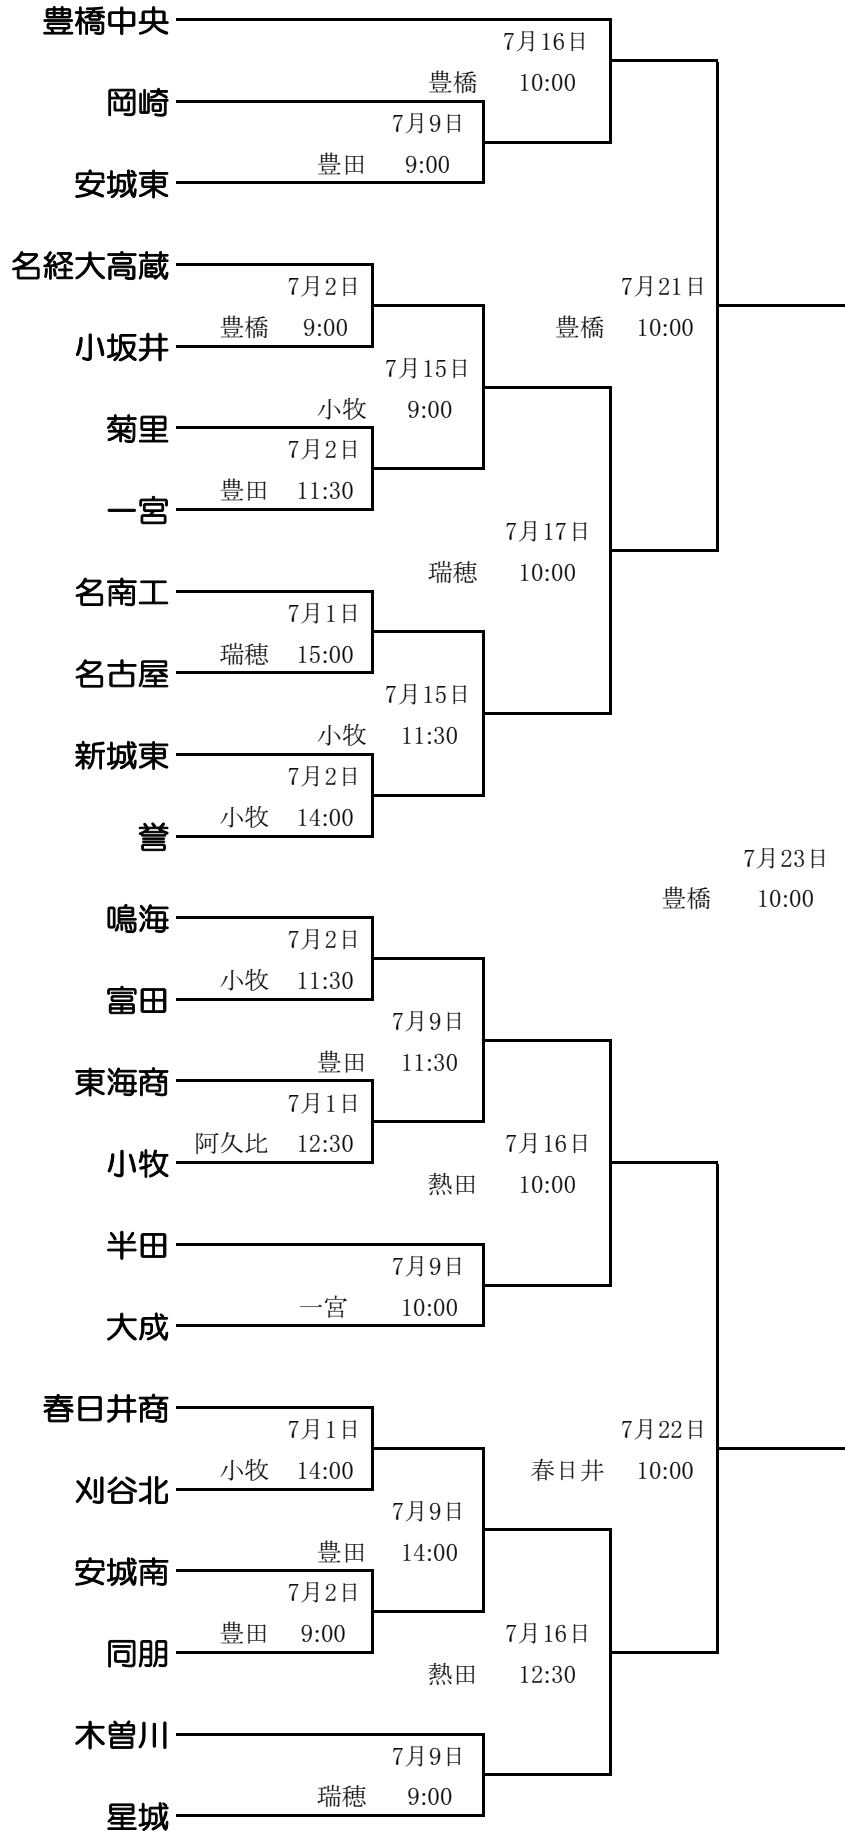 豊橋中央
7月16日
豊橋 10:00
岡崎
7月9日
豊田 9:00
安城東
名経大高蔵
7月2日
7月21日
豊橋 9:00
豊橋 10:00
小坂井
7月15日
小牧 9:00
菊里
7月2日
豊田 11:30
一宮
7月17日
瑞穂 10:00
名南工
7月1日
瑞穂 15:00
名古屋
7月15日
小牧 11:30
新城東
7月2日
小牧 14:00
誉
7月23日
豊橋 10:00
鳴海
7月2日
小牧 11:30
富田
7月9日
豊田 11:30
東海商
7月1日
阿久比 12:30
小牧
7月16日
熱田 10:00
半田
7月9日
一宮 10:00
大成
春日井商
7月1日
7月22日
小牧 14:00
春日井 10:00
刈谷北
7月9日
豊田 14:00
安城南
7月2日
豊田 9:00
同朋
7月16日
熱田 12:30
木曽川
7月9日
瑞穂 9:00
星城